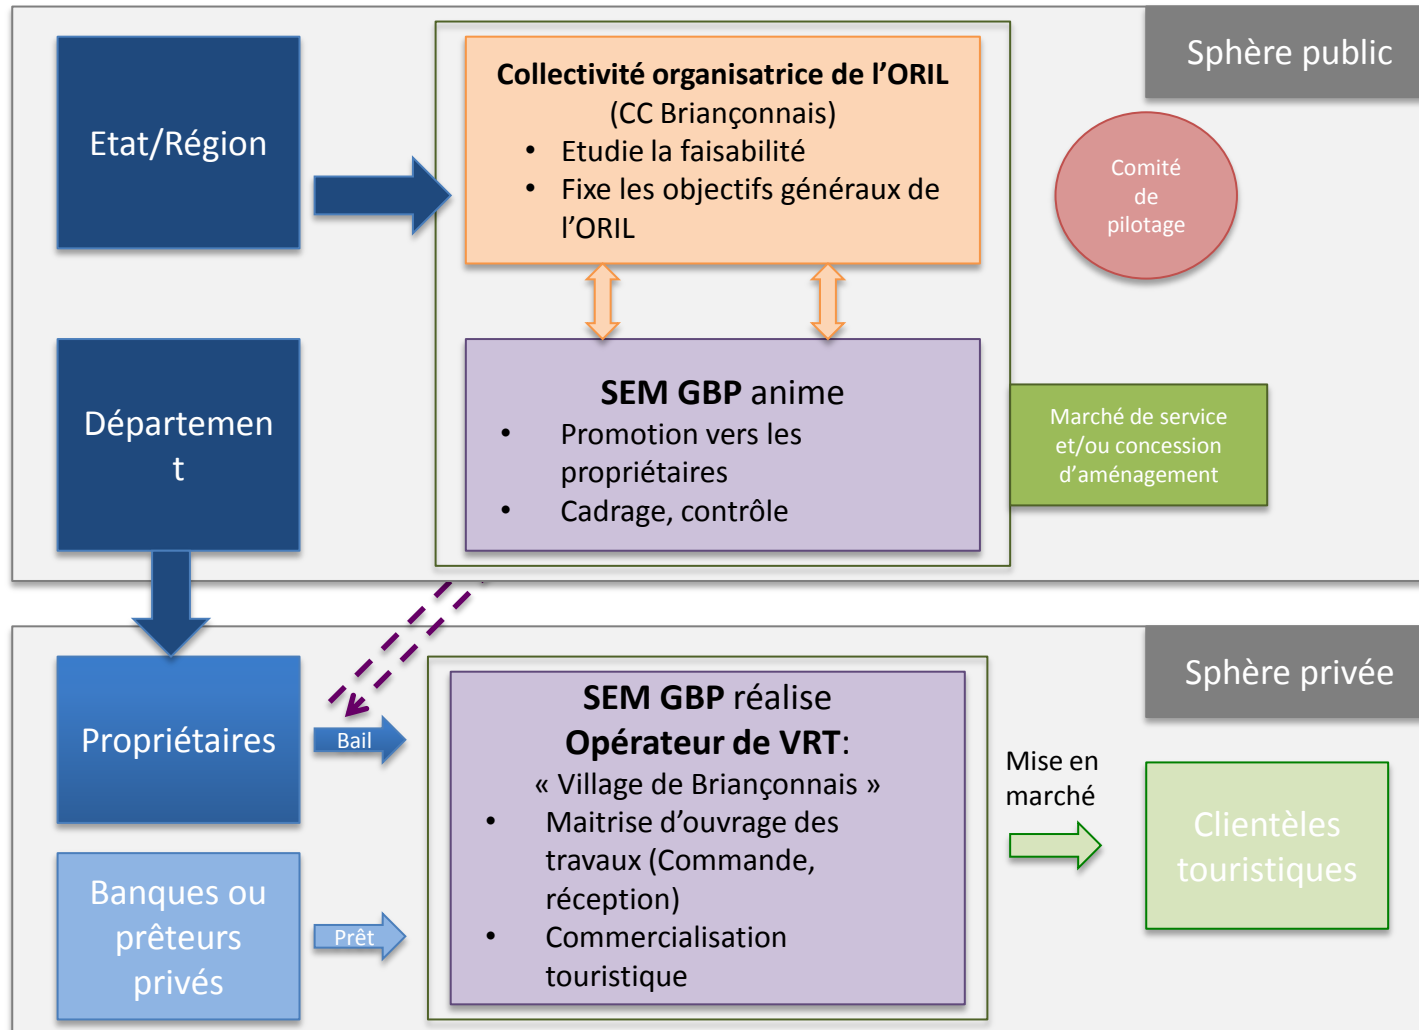 Sphère public
Etat/Région
Collectivité organisatrice de l’ORIL
(CC Briançonnais)
• Etudie la faisabilité
• Fixe les objectifs généraux de
l’ORIL
Comité
de
pilotage
Départemen
t
SEM GBP anime
• Promotion vers les
propriétaires
• Cadrage, contrôle
Marché de service
et/ou concession
d’aménagement
Sphère privée
Propriétaires
Bail
SEM GBP réalise
Opérateur de VRT:
« Village de Briançonnais »
• Maitrise d'ouvrage des
travaux (Commande,
réception)
• Commercialisation
touristique
Mise en
marché
Clientèles
touristiques
Banques ou
prêteurs
privés
Prêt